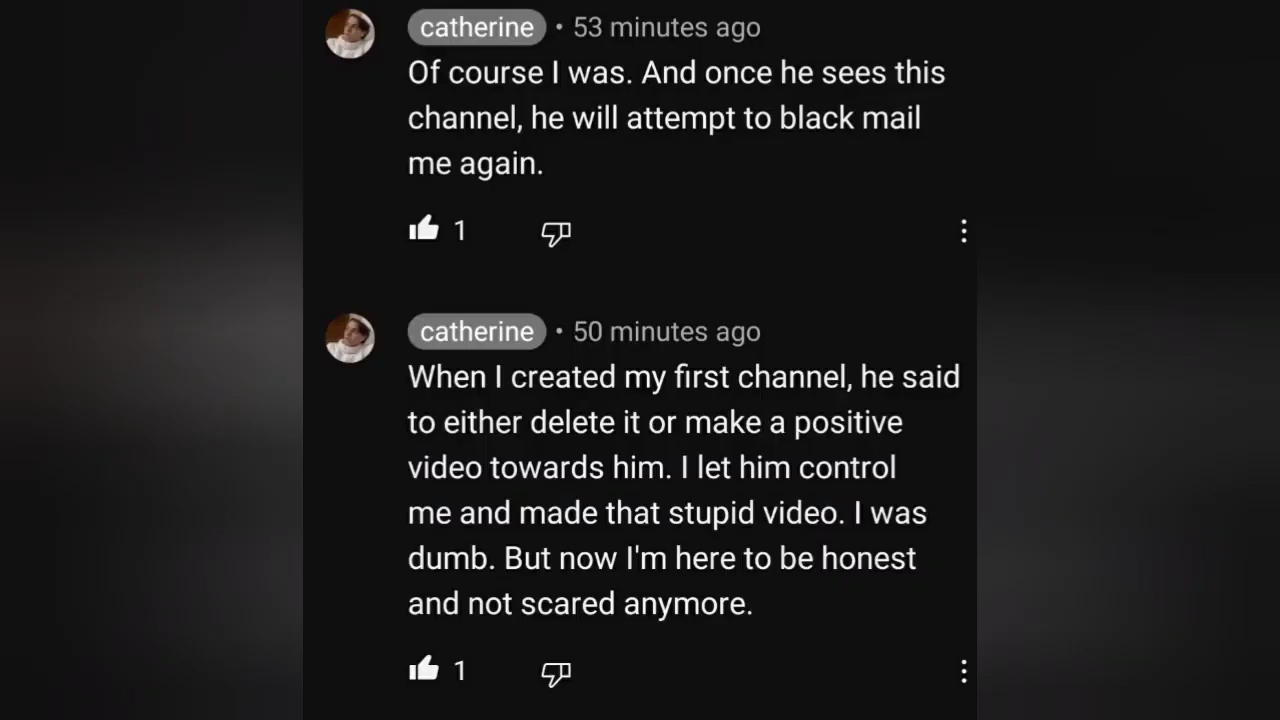 catherine • 53 minutes ago
Of course I was. And once he sees this
channel, he will attempt to black mail
me again.
1
catherine • 50 minutes ago
When I created my first channel, he said
to either delete it or make a positive
video towards him. I let him control
me and made that stupid video. I was
dumb. But now I'm here to be honest
and not scared anymore.
1